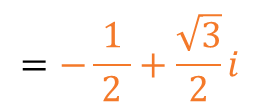 = −1/2 + √3/2 i